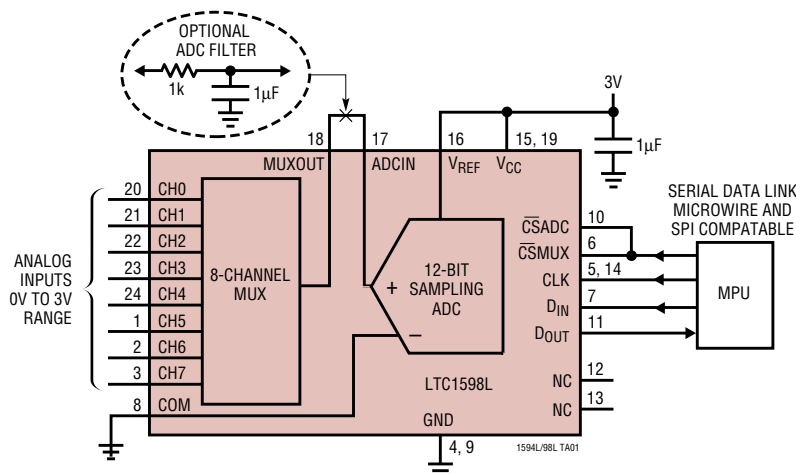 OPTIONAL
ADC FILTER
1k
1µF
3V
18
17
16
15, 19
1µF
MUXOUT
ADCIN
VREF
VCC
20 CH0
21 CH1
22 CH2
23 CH3
24 CH4
1 CH5
2 CH6
3 CH7
8 COM
ANALOG
INPUTS
0V TO 3V
RANGE
8-CHANNEL
MUX
+
–
12-BIT
SAMPLING
ADC
LTC1598L
GND
4, 9
C̅S̅ADC 10
C̅S̅MUX 6
CLK 5, 14
DIN 7
DOUT 11
NC 12
NC 13
SERIAL DATA LINK
MICROWIRE AND
SPI COMPATABLE
MPU
1594L/98L TA01